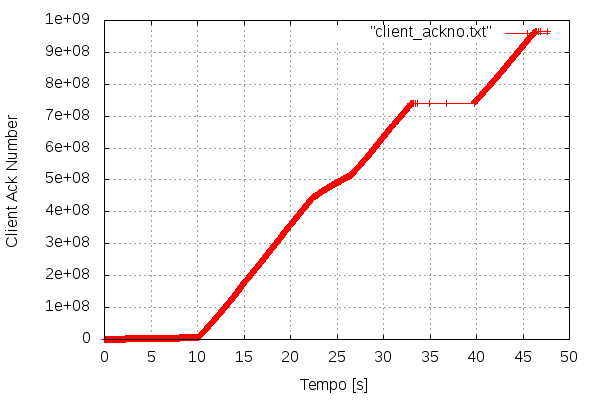 1e+09
9e+08
8e+08
7e+08
6e+08
5e+08
4e+08
3e+08
2e+08
1e+08
0
Client Ack Number
"client_ackno.txt"
0 5 10 15 20 25 30 35 40 45 50
Tempo [s]